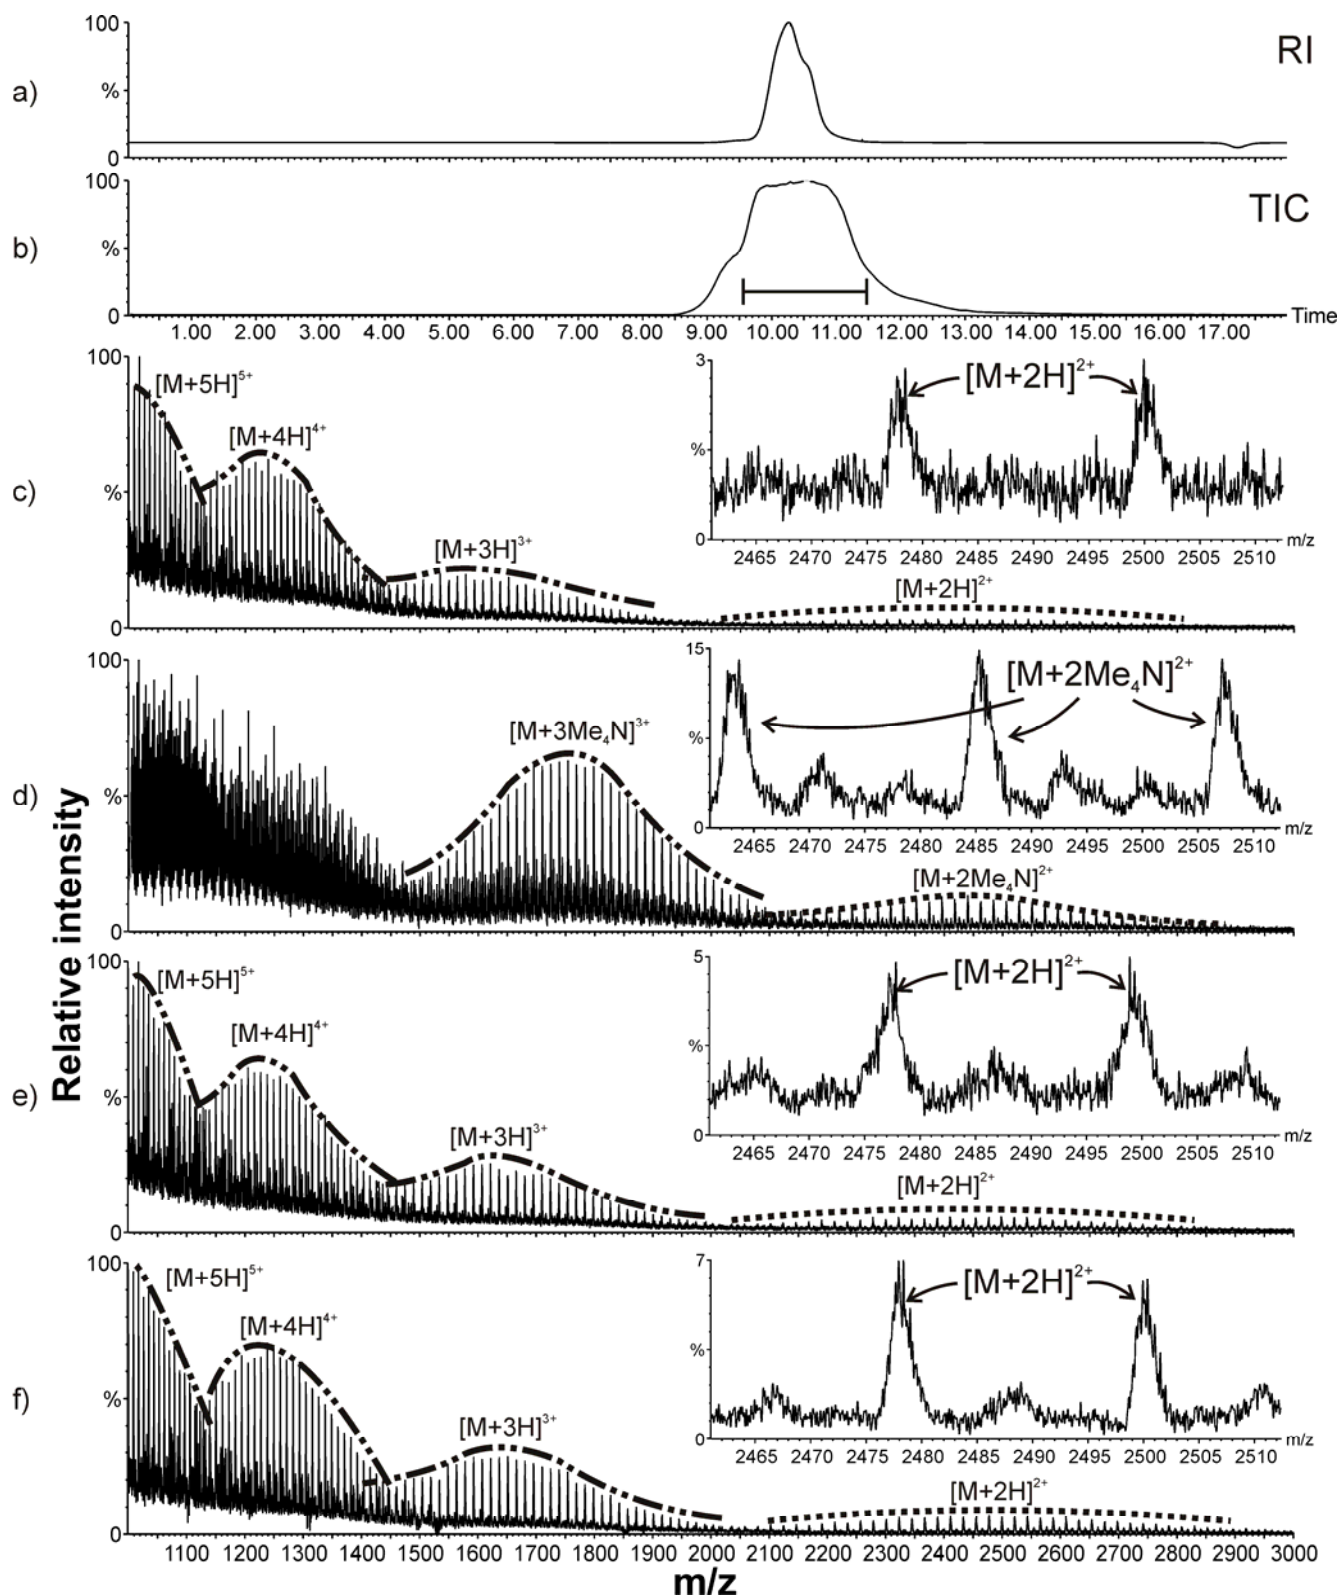 100
RI
a)
%
0
100
TIC
b)
%
0
1.00 2.00 3.00 4.00 5.00 6.00 7.00 8.00 9.00 10.00 11.00 12.00 13.00 14.00 15.00 16.00 17.00
Time
100
[M+5H]5+
[M+4H]4+
[M+3H]3+
[M+2H]2+
c)
%
0
3
[M+2H]2+
%
0
2465 2470 2475 2480 2485 2490 2495 2500 2505 2510
m/z
100
[M+3Me4N]3+
[M+2Me4N]2+
d)
%
0
15
[M+2Me4N]2+
%
0
2465 2470 2475 2480 2485 2490 2495 2500 2505 2510
m/z
Relative intensity
100
[M+5H]5+
[M+4H]4+
[M+3H]3+
[M+2H]2+
e)
%
0
5
[M+2H]2+
%
0
2465 2470 2475 2480 2485 2490 2495 2500 2505 2510
m/z
100
[M+5H]5+
[M+4H]4+
[M+3H]3+
[M+2H]2+
f)
%
0
7
[M+2H]2+
%
0
2465 2470 2475 2480 2485 2490 2495 2500 2505 2510
m/z
1100 1200 1300 1400 1500 1600 1700 1800 1900 2000 2100 2200 2300 2400 2500 2600 2700 2800 2900 3000
m/z